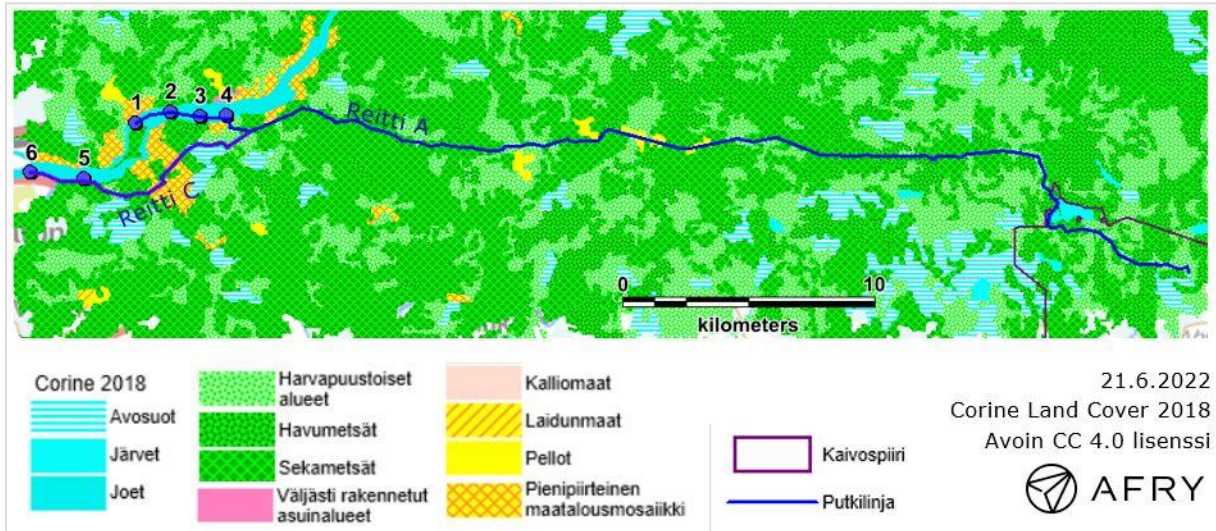 1
2
3
4
Reitti A
6
5
Reitti C
0
10
kilometers
Corine 2018
Avosuot
Järvet
Joet
Harvapuustoiset
alueet
Havumetsät
Sekametsät
Väljästi rakennetut
asuinalueet
Kalliomaat
Laidunmaat
Pellot
Pienipiirteinen
maatalousmosaiikki
Kaivospiiri
Putkilinja
21.6.2022
Corine Land Cover 2018
Avoin CC 4.0 lisenssi
AFRY